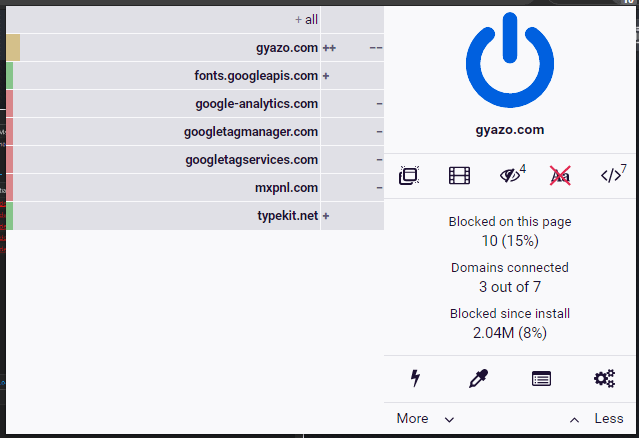 + all
gyazo.com ++ --
fonts.googleapis.com +
google-analytics.com -
googletagmanager.com -
googletagservices.com -
mxpnl.com -
typekit.net +
gyazo.com
4 Aa </> 7
Blocked on this page
10 (15%)
Domains connected
3 out of 7
Blocked since install
2.04M (8%)
More Less